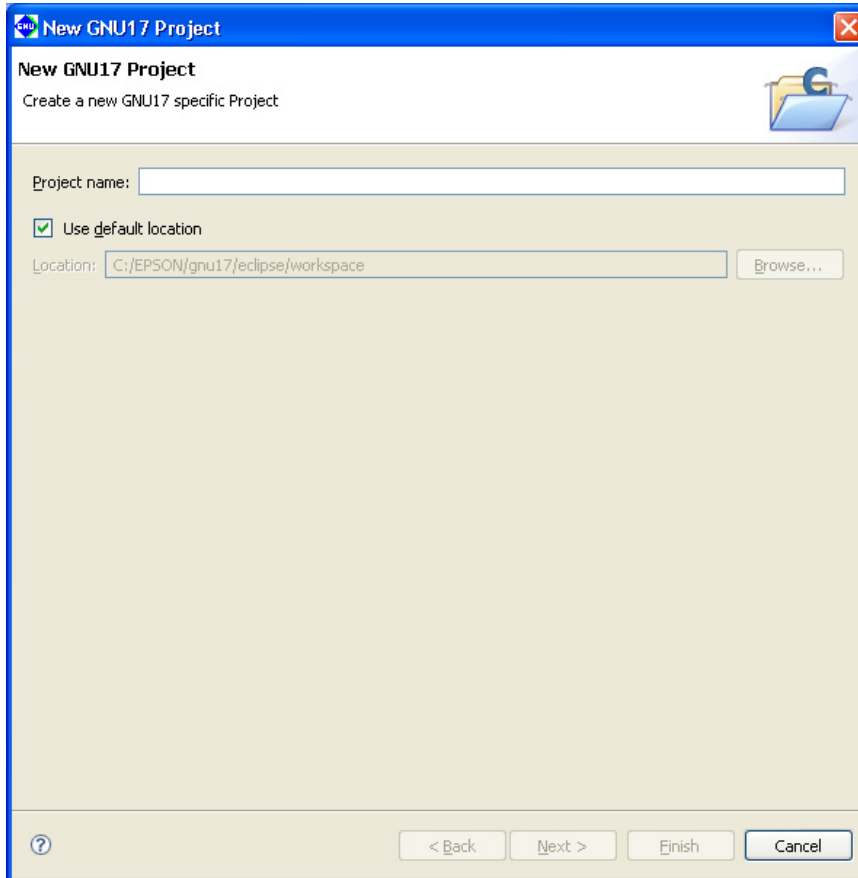 GNU New GNU17 Project
New GNU17 Project
Create a new GNU17 specific Project
C
Project name:
Use default location
Location: C:/EPSON/gnu17/eclipse/workspace Browse...
? < Back Next > Finish Cancel